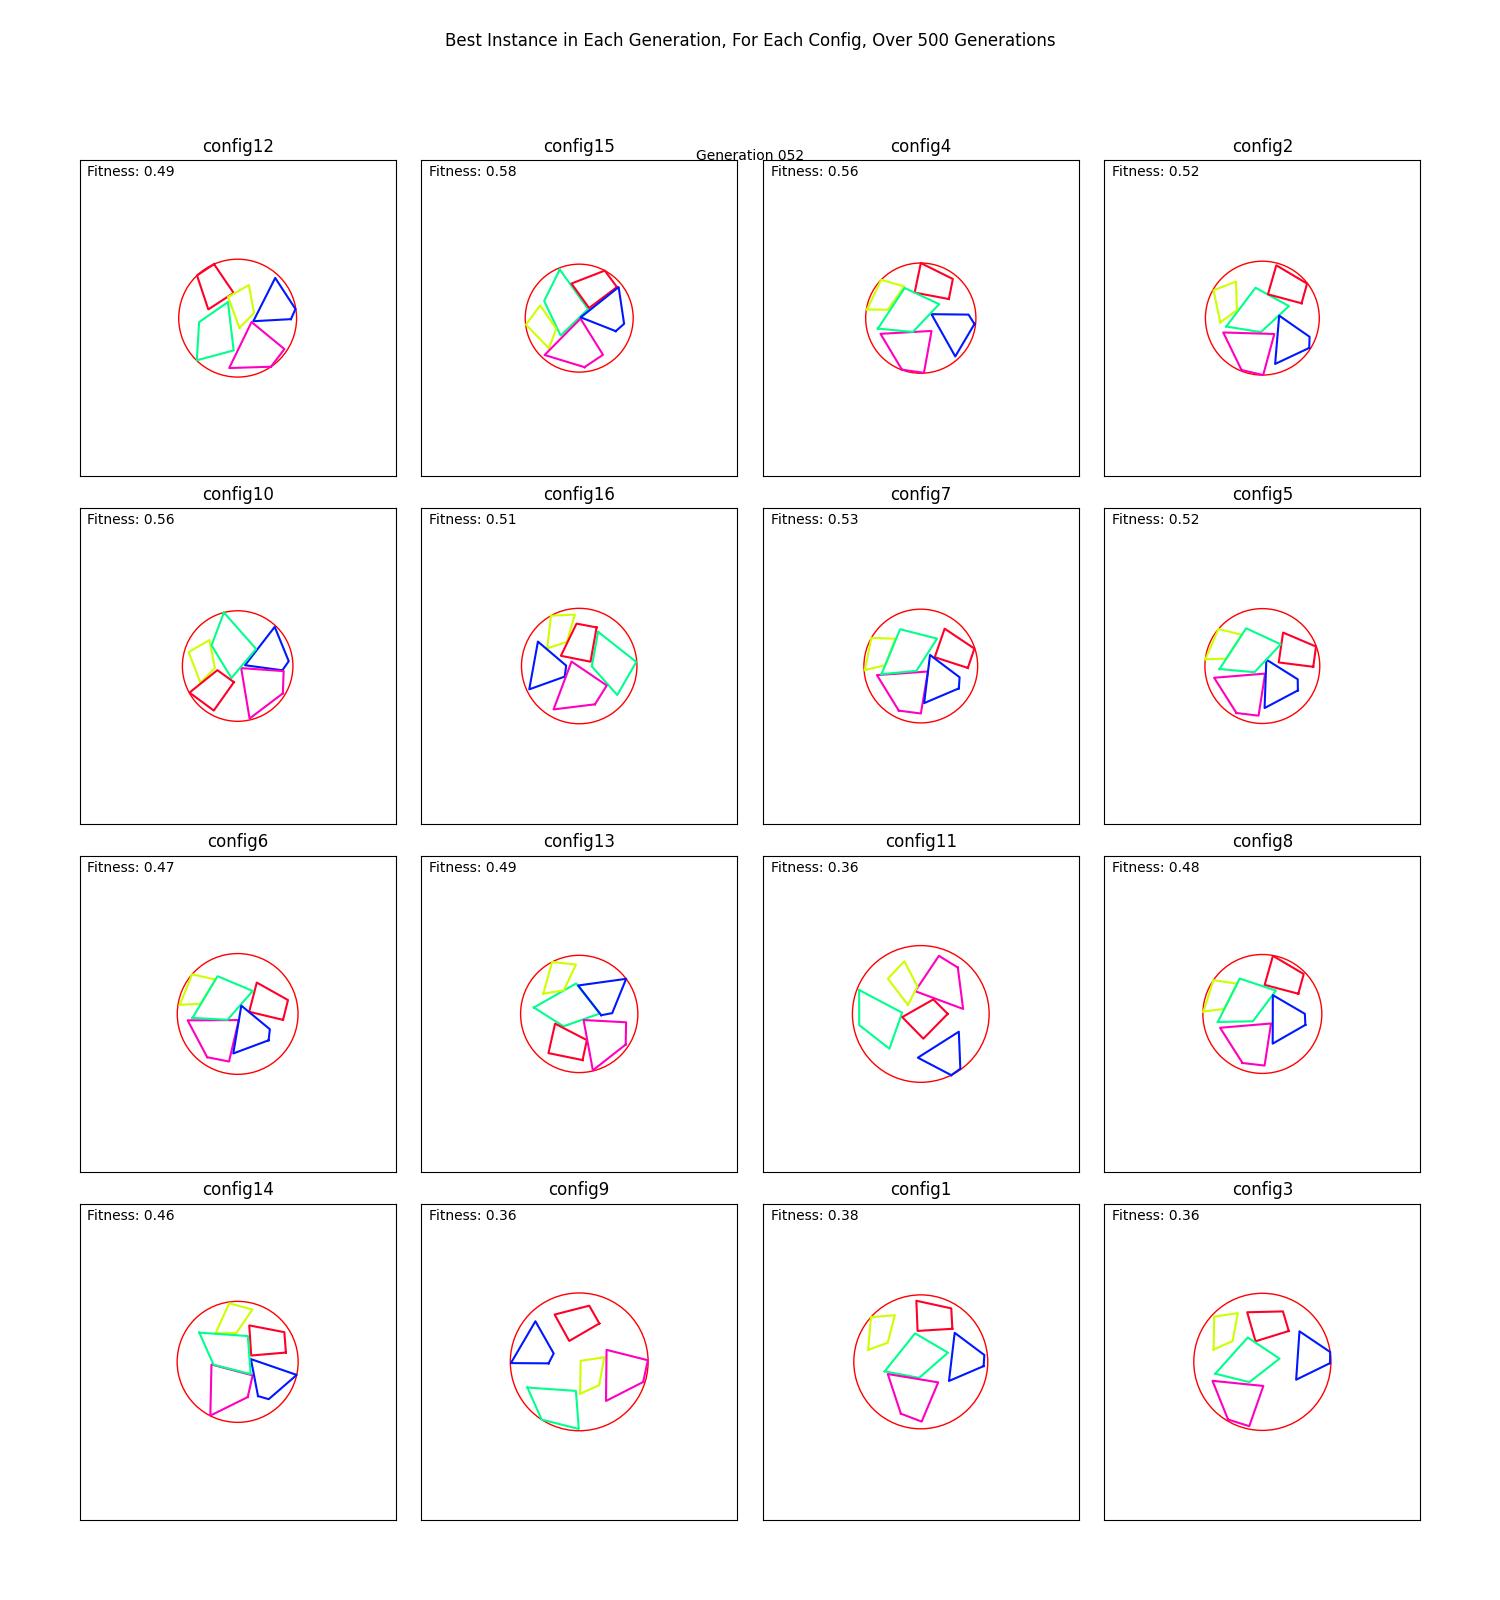 Best Instance in Each Generation, For Each Config, Over 500 Generations
Generation 052
config12
Fitness: 0.49
config15
Fitness: 0.58
config4
Fitness: 0.56
config2
Fitness: 0.52
config10
Fitness: 0.56
config16
Fitness: 0.51
config7
Fitness: 0.53
config5
Fitness: 0.52
config6
Fitness: 0.47
config13
Fitness: 0.49
config11
Fitness: 0.36
config8
Fitness: 0.48
config14
Fitness: 0.46
config9
Fitness: 0.36
config1
Fitness: 0.38
config3
Fitness: 0.36